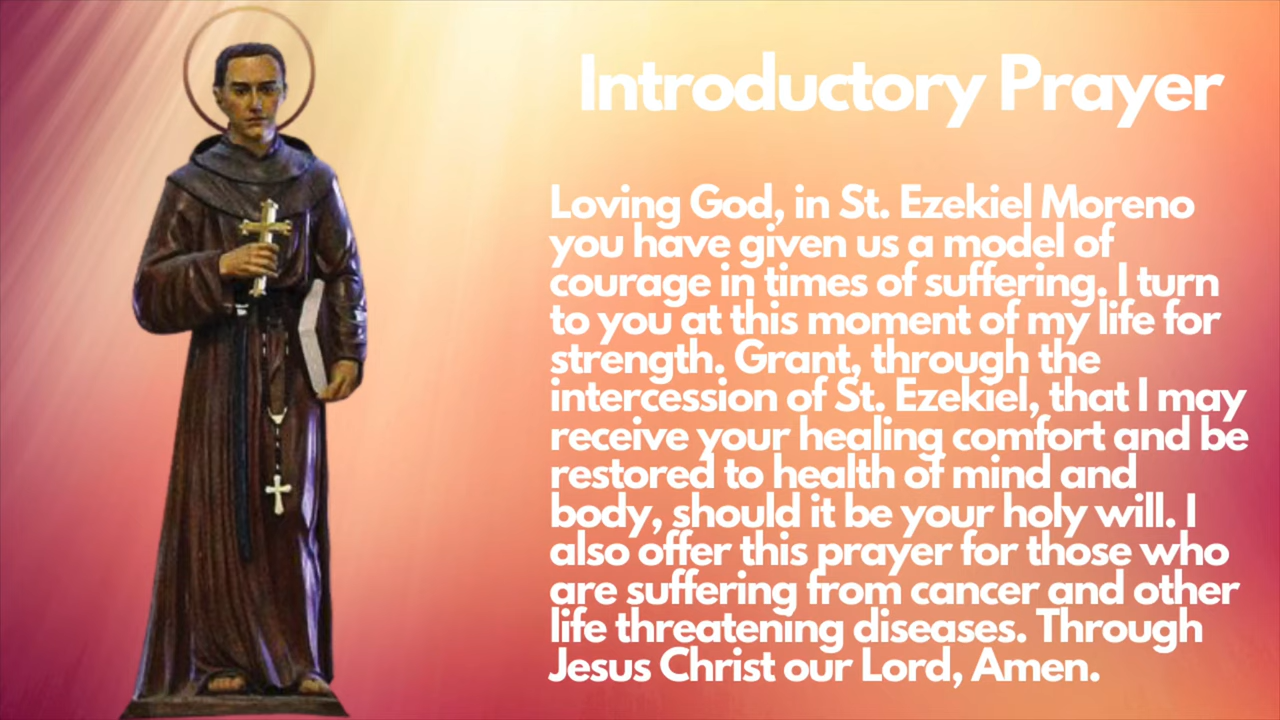 Introductory Prayer
Loving God, in St. Ezekiel Moreno
you have given us a model of
courage in times of suffering. I turn
to you at this moment of my life for
strength. Grant, through the
intercession of St. Ezekiel, that I may
receive your healing comfort and be
restored to health of mind and
body, should it be your holy will. I
also offer this prayer for those who
are suffering from cancer and other
life threatening diseases. Through
Jesus Christ our Lord, Amen.